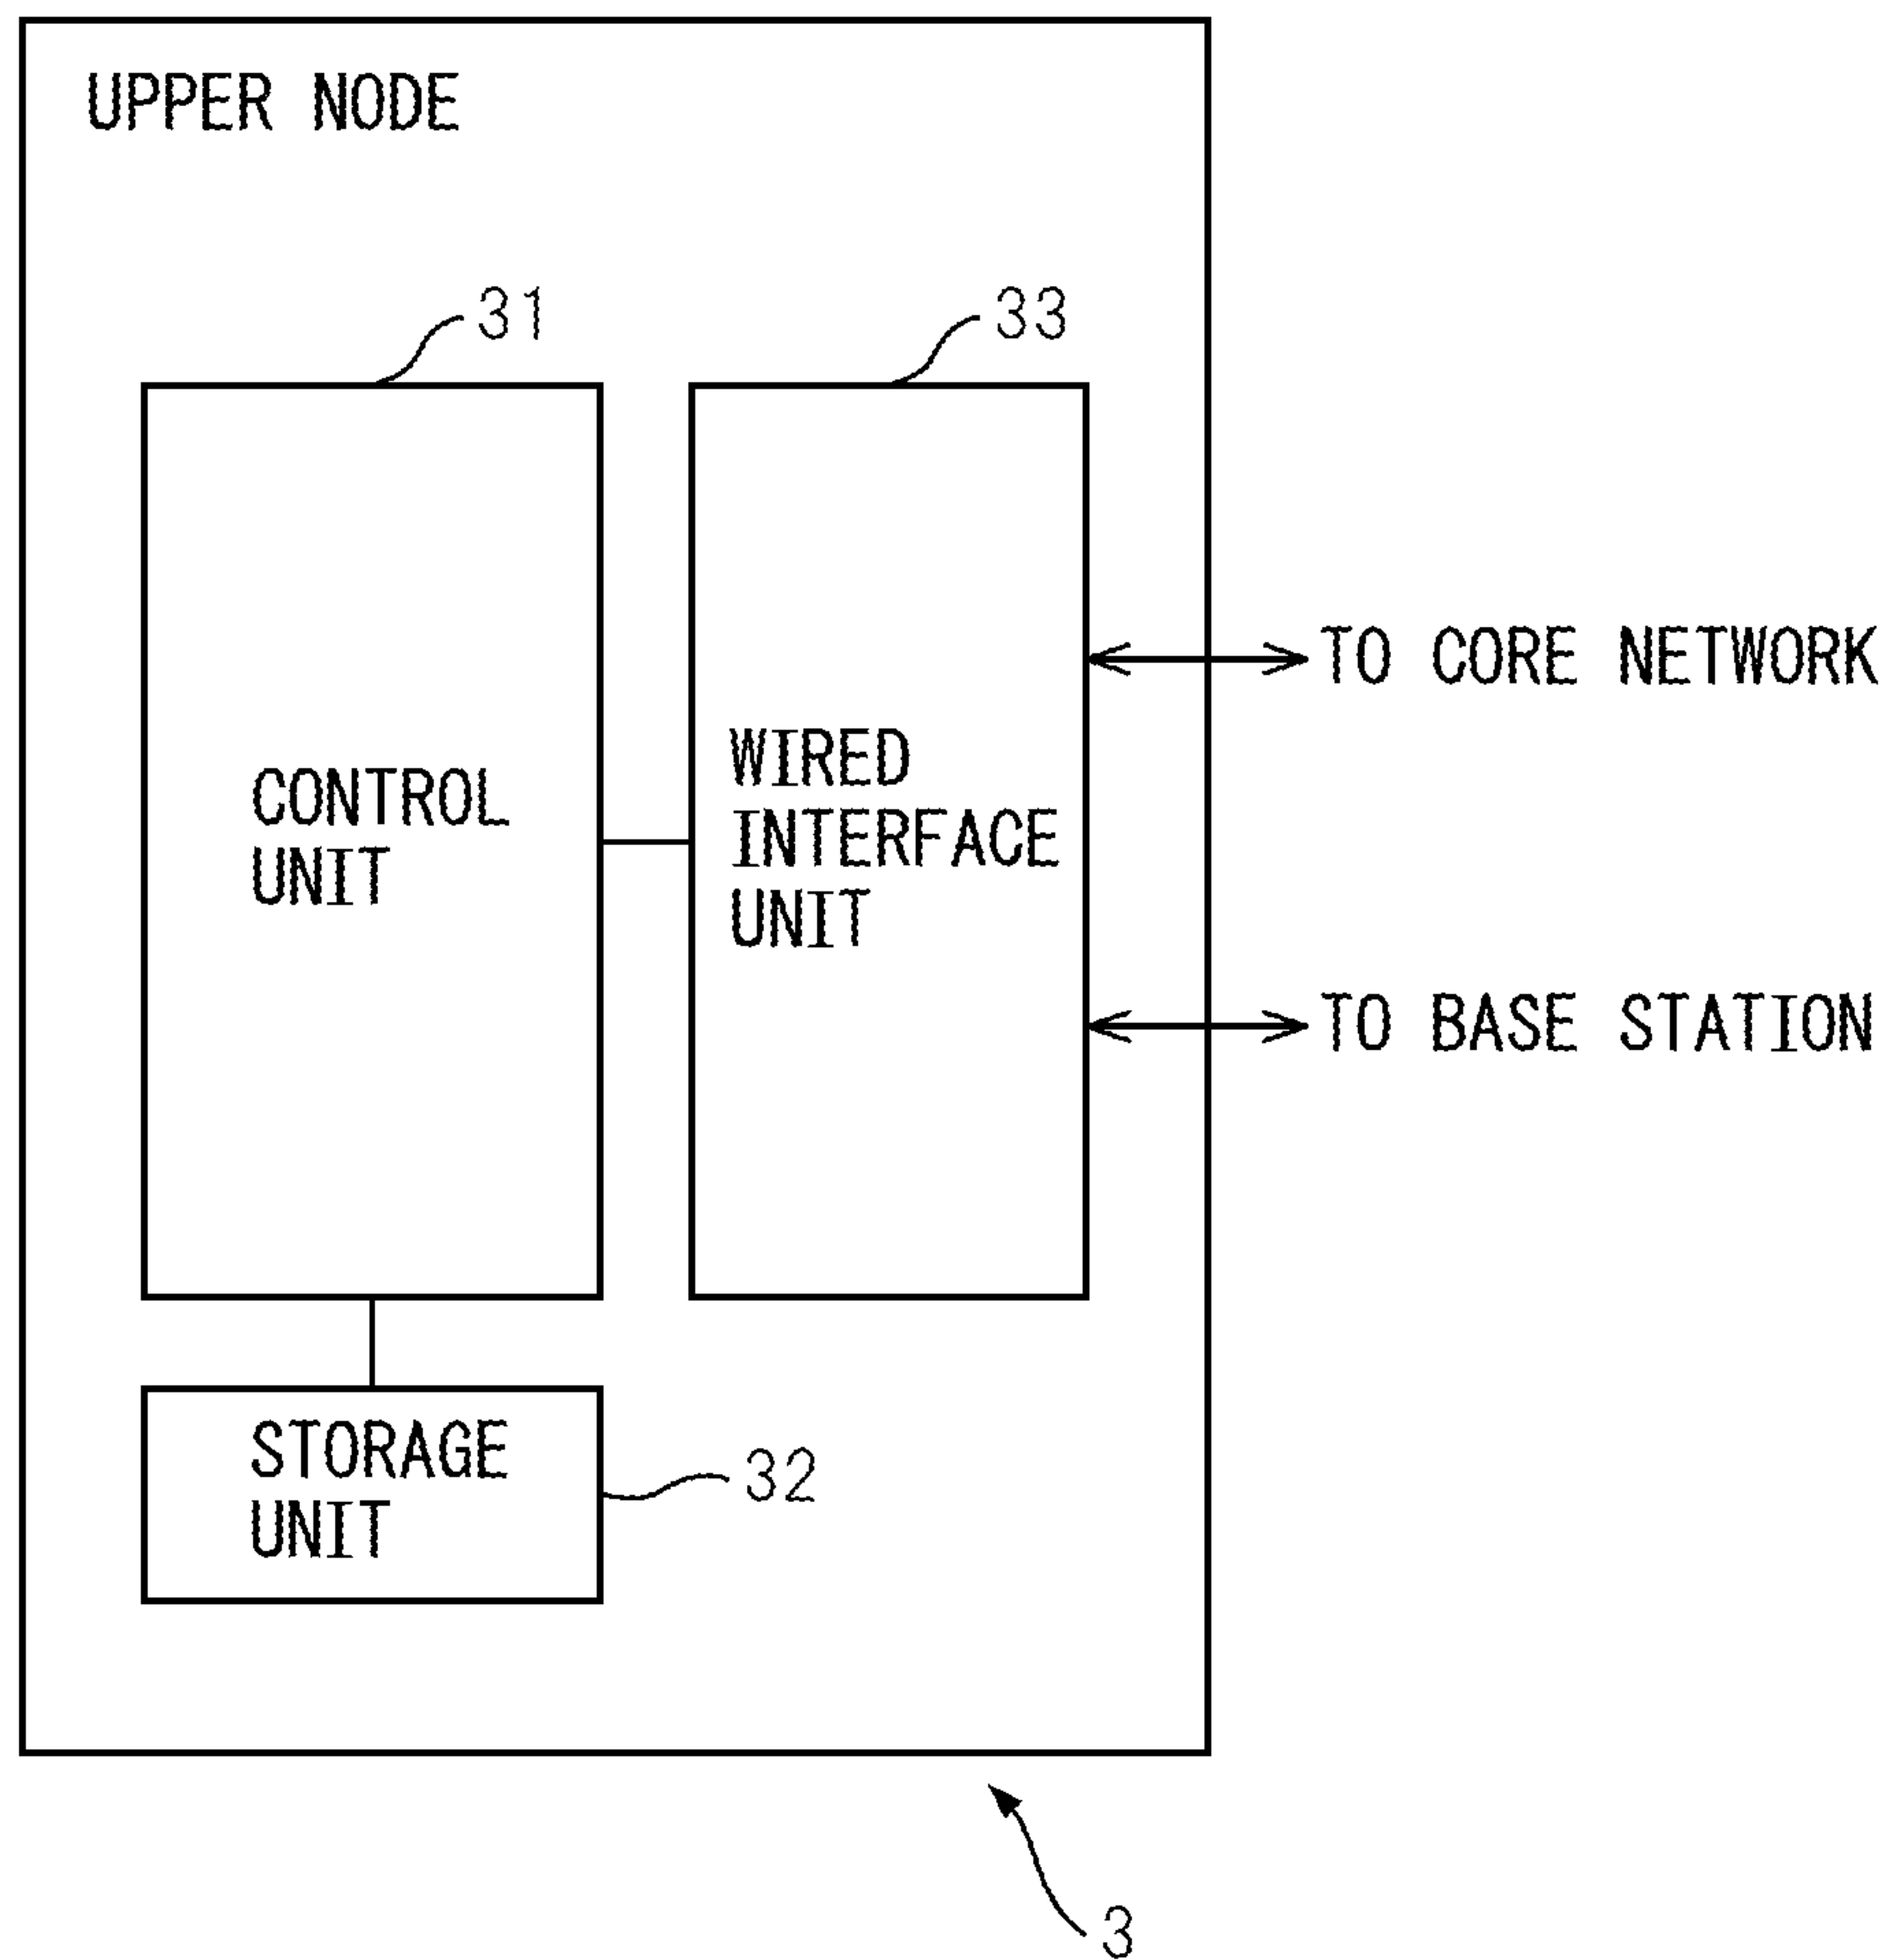 UPPER NODE
31
33
CONTROL
UNIT
WIRED
INTERFACE
UNIT
TO CORE NETWORK
TO BASE STATION
STORAGE
UNIT
32
3